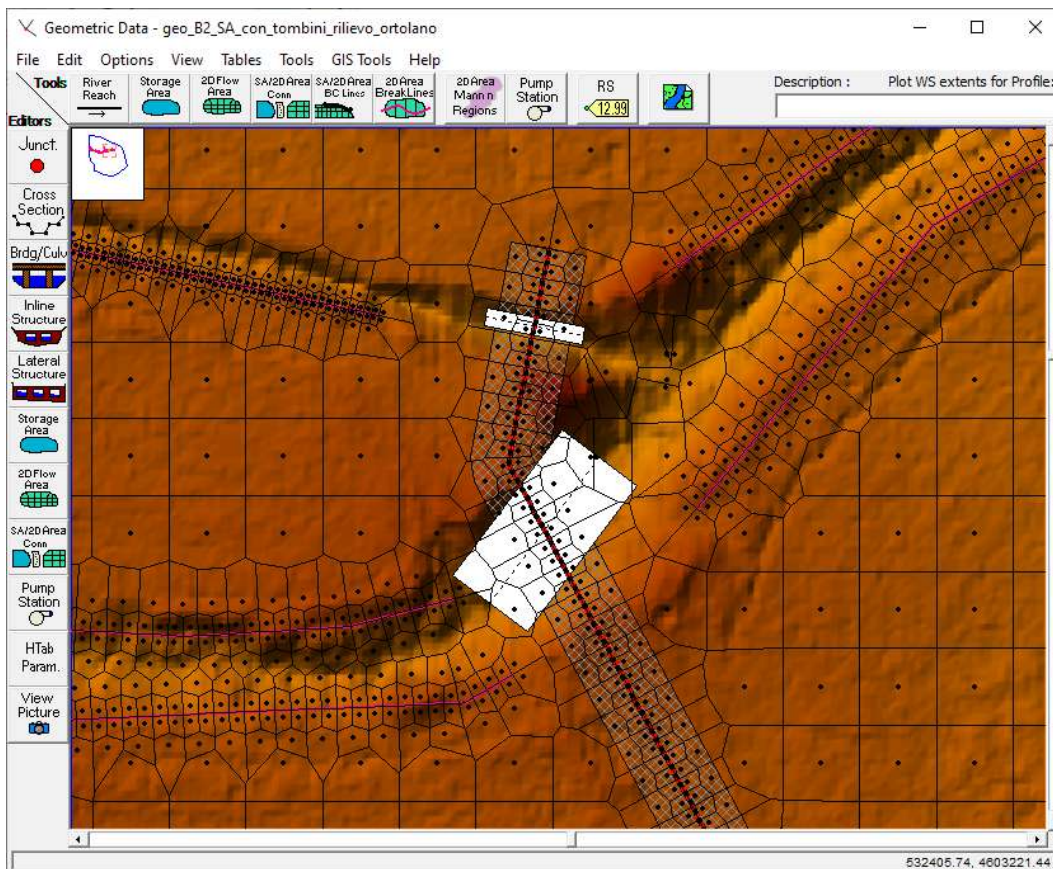 Geometric Data - geo_B2_SA_con_tombini_rilievo_ortolano
File Edit Options View Tables Tools GIS Tools Help
Tools
Editors
River
Reach
Storage
Area
2D Flow
Area
SA/2D Area
Conn
SA/2D Area
BC Lines
2D Area
BreakLines
2D Area
Mann n
Regions
Pump
Station
RS
12.99
Description :
Plot WS extents for Profile:
Junct.
Cross
Section
Brdg/Culv
Inline
Structure
Lateral
Structure
Storage
Area
2D Flow
Area
SA/2D Area
Conn
Pump
Station
HTab
Param.
View
Picture
532405.74, 4603221.44